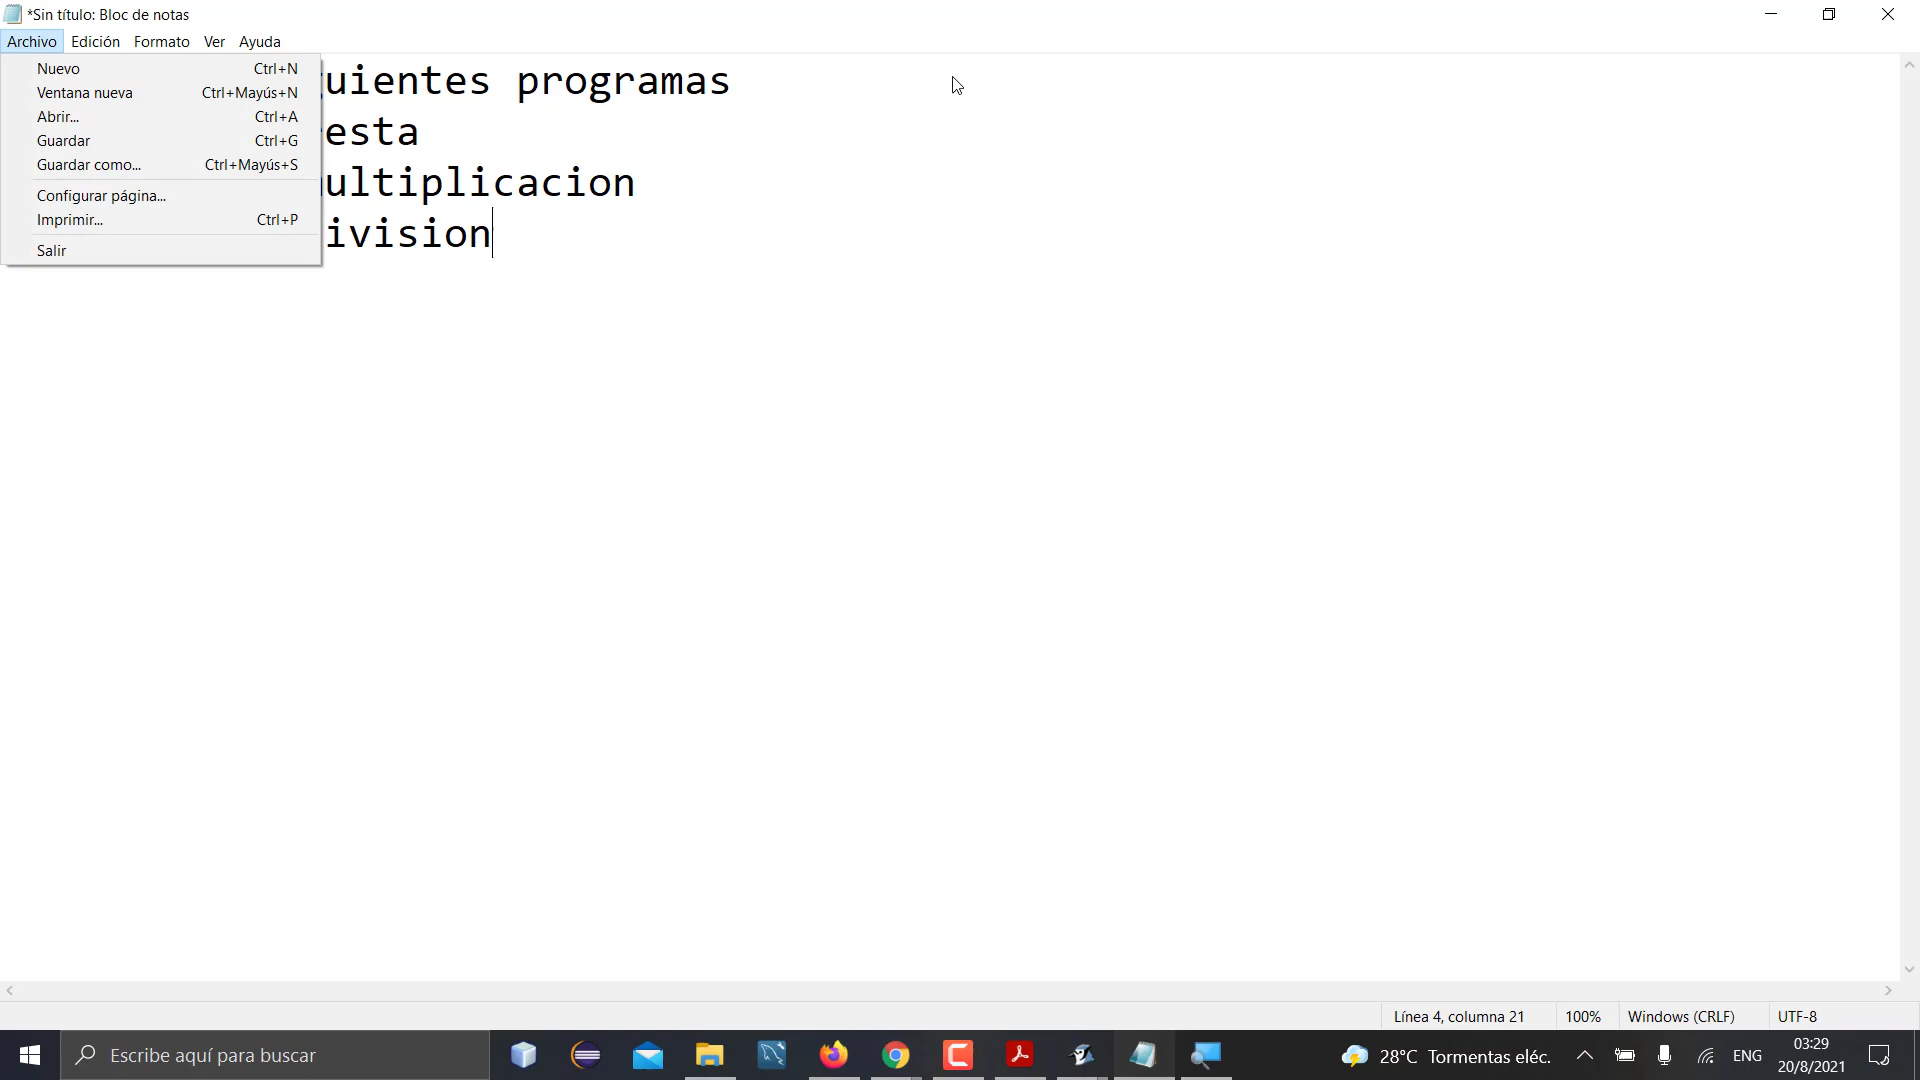 *Sin título: Bloc de notas
Archivo Edición Formato Ver Ayuda
Nuevo Ctrl+N
Ventana nueva Ctrl+Mayús+N
Abrir... Ctrl+A
Guardar Ctrl+G
Guardar como... Ctrl+Mayús+S
Configurar página...
Imprimir... Ctrl+P
Salir
guientes programas
esta
ultiplicacion
ivision
Línea 4, columna 21 100% Windows (CRLF) UTF-8
Escribe aquí para buscar
28°C Tormentas eléc. ENG
03:29
20/8/2021